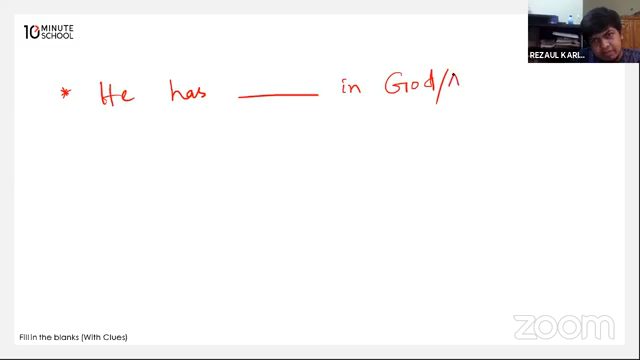 10 MINUTE SCHOOL
REZAUL KARI...
* He has ______ in God/
Fill in the blanks (With Clues)
zoom